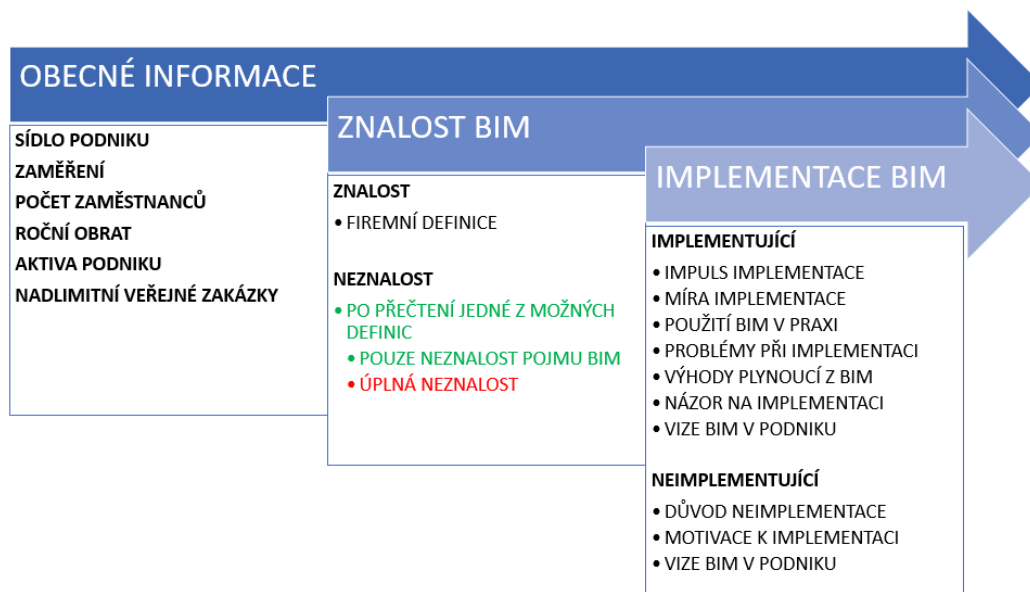 OBECNÉ INFORMACE
SÍDLO PODNIKU
ZAMĚŘENÍ
POČET ZAMĚSTNANCŮ
ROČNÍ OBRAT
AKTIVA PODNIKU
NADLIMITNÍ VEŘEJNÉ ZAKÁZKY
ZNALOST BIM
ZNALOST
• FIREMNÍ DEFINICE
NEZNALOST
• PO PŘEČTENÍ JEDNÉ Z MOŽNÝCH
DEFINIC
• POUZE NEZNALOST POJMU BIM
• ÚPLNÁ NEZNALOST
IMPLEMENTACE BIM
IMPLEMENTUJÍCÍ
• IMPULS IMPLEMENTACE
• MÍRA IMPLEMENTACE
• POUŽITÍ BIM V PRAXI
• PROBLÉMY PŘI IMPLEMENTACI
• VÝHODY PLYNOUCÍ Z BIM
• NÁZOR NA IMPLEMENTACI
• VIZE BIM V PODNIKU
NEIMPLEMENTUJÍCÍ
• DŮVOD NEIMPLEMENTACE
• MOTIVACE K IMPLEMENTACI
• VIZE BIM V PODNIKU